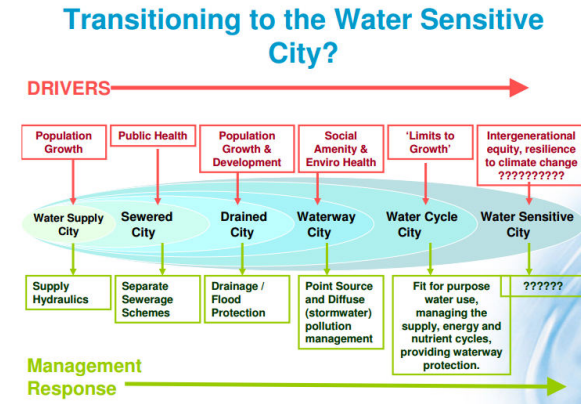 Transitioning to the Water Sensitive
City?
DRIVERS
Population
Growth
Public Health
Population
Growth &
Development
Social
Amenity &
Enviro Health
‘Limits to
Growth’
Intergenerational
equity, resilience
to climate change
??????????
Water Supply
City
Sewered
City
Drained
City
Waterway
City
Water Cycle
City
Water Sensitive
City
Supply
Hydraulics
Separate
Sewerage
Schemes
Drainage /
Flood
Protection
Point Source
and Diffuse
(stormwater)
pollution
management
Fit for purpose
water use,
managing the
supply, energy and
nutrient cycles,
providing waterway
protection.
??????
Management
Response